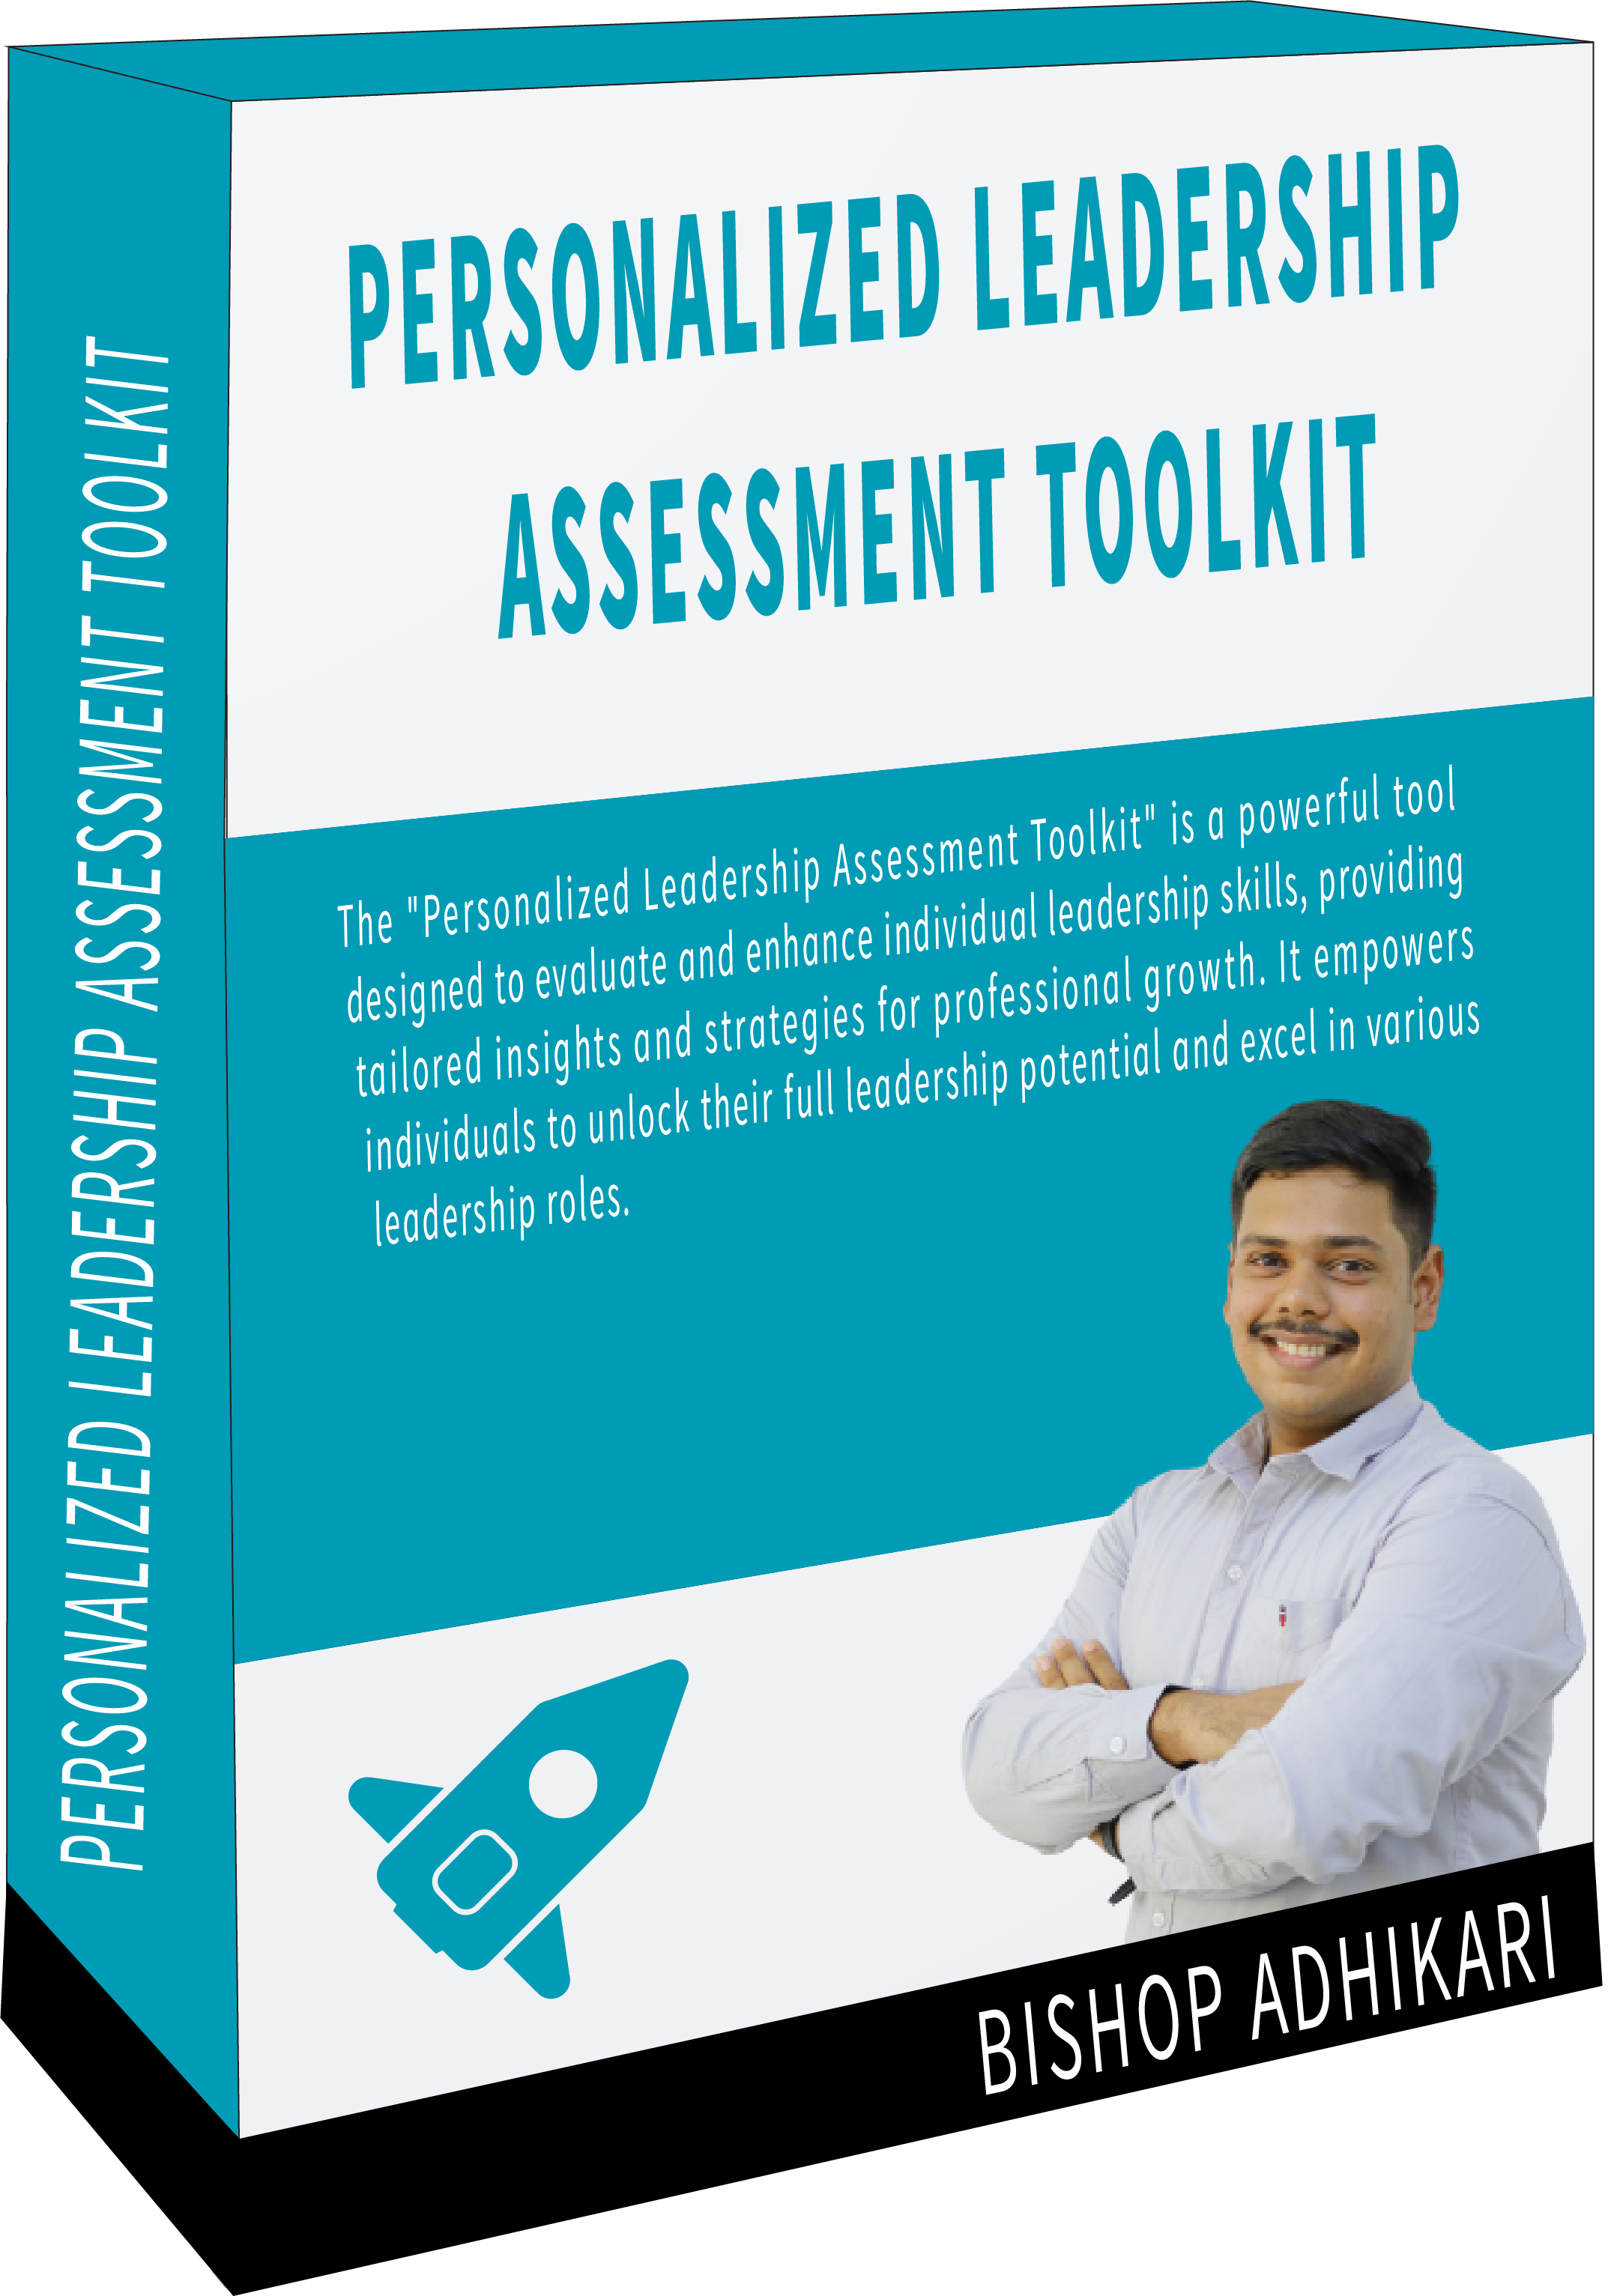 PERSONALIZED LEADERSHIP
ASSESSMENT TOOLKIT
The "Personalized Leadership Assessment Toolkit" is a powerful tool
designed to evaluate and enhance individual leadership skills, providing
tailored insights and strategies for professional growth. It empowers
individuals to unlock their full leadership potential and excel in various
leadership roles.
BISHOP ADHIKARI
PERSONALIZED LEADERSHIP ASSESSMENT TOOLKIT